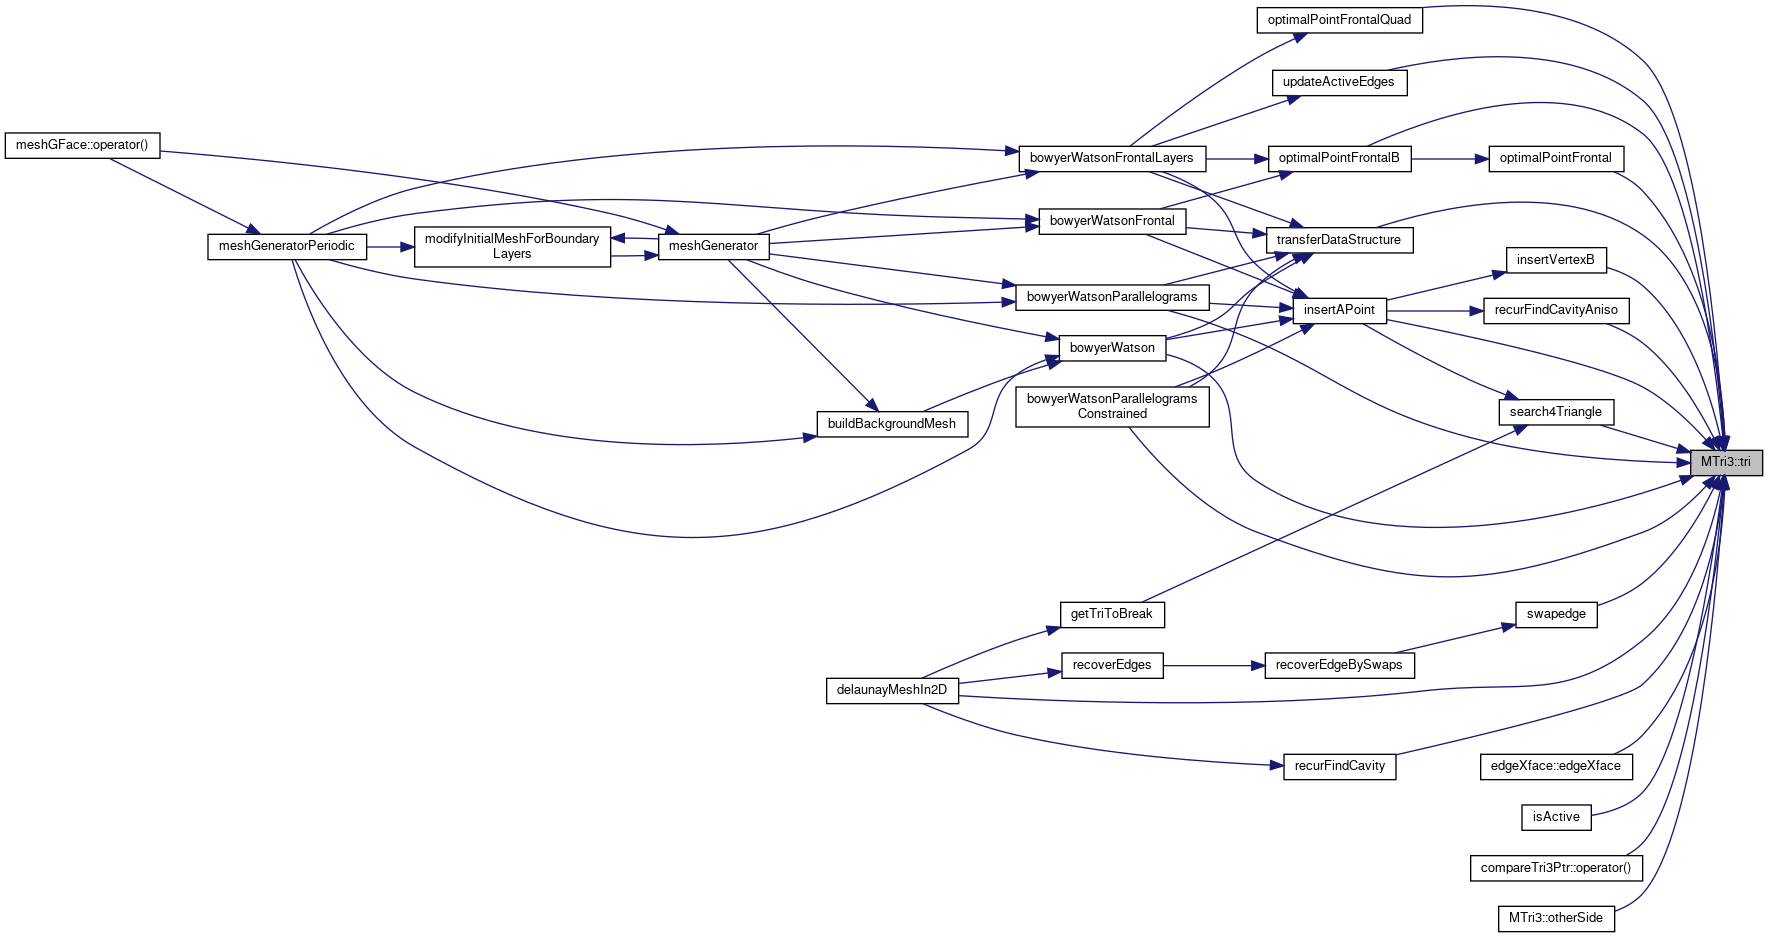 optimalPointFrontalQuad
updateActiveEdges
meshGFace::operator()
bowyerWatsonFrontalLayers
optimalPointFrontalB
optimalPointFrontal
bowyerWatsonFrontal
meshGeneratorPeriodic
modifyInitialMeshForBoundary
Layers
meshGenerator
transferDataStructure
insertVertexB
bowyerWatsonParallelograms
insertAPoint
recurFindCavityAniso
bowyerWatson
bowyerWatsonParallelograms
Constrained
buildBackgroundMesh
search4Triangle
MTri3::tri
getTriToBreak
swapedge
recoverEdges
recoverEdgeBySwaps
delaunayMeshIn2D
recurFindCavity
edgeXface::edgeXface
isActive
compareTri3Ptr::operator()
MTri3::otherSide